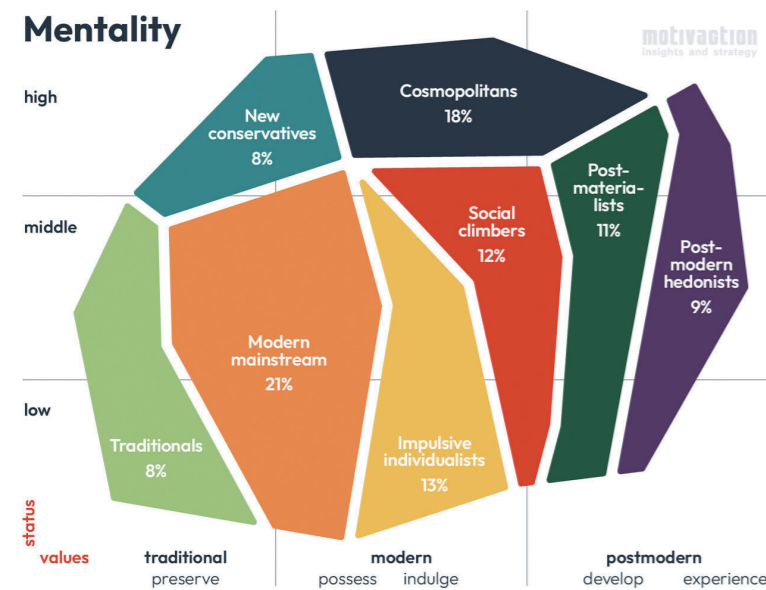 Mentality
motivaction
insights and strategy
high
Cosmopolitans
18%
New
conservatives
8%
Post-
materia-
lists
11%
middle
Social
climbers
12%
Post-
modern
hedonists
9%
Modern
mainstream
21%
low
Traditionals
8%
Impulsive
individualists
13%
status
values
traditional
modern
postmodern
preserve
possess
indulge
develop
experience